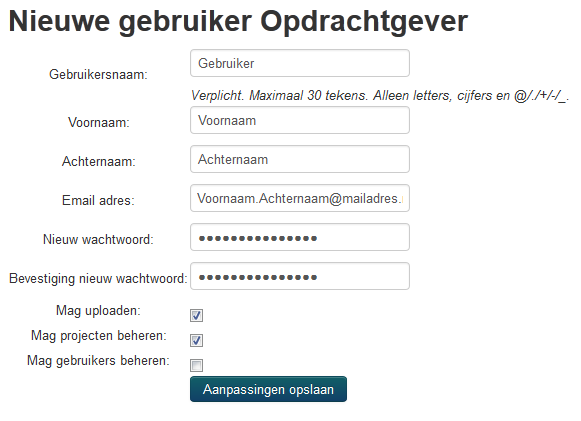 Nieuwe gebruiker Opdrachtgever
Gebruikersnaam: Gebruiker
Verplicht. Maximaal 30 tekens. Alleen letters, cijfers en @/./+/-/_.
Voornaam: Voornaam
Achternaam: Achternaam
Email adres: Voornaam.Achternaam@mailadres.
Nieuw wachtwoord: •••••••••••••••
Bevestiging nieuw wachtwoord: •••••••••••••••
Mag uploaden:
Mag projecten beheren:
Mag gebruikers beheren:
Aanpassingen opslaan